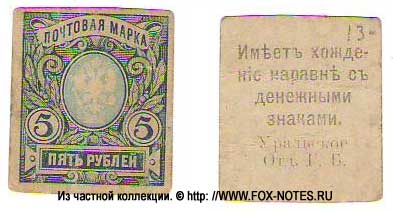 ПОЧТОВАЯ МАРКА
5 5
ПЯТЬ РУБЛЕЙ
13-
Имѣетъ хожде-
нiе наравнѣ съ
денежными
знаками.
Уральское
Отд. Г. Б.
Из частной коллекции. © http: //www.FOX-NOTES.RU